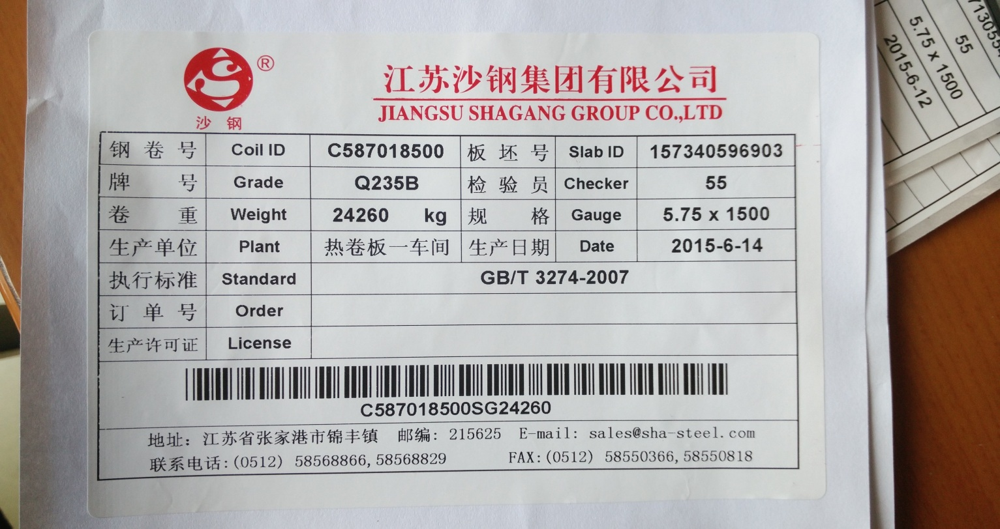 ®
沙钢
江苏沙钢集团有限公司
JIANGSU SHAGANG GROUP CO.,LTD
钢卷号 Coil ID C587018500 板坯号 Slab ID 157340596903
牌号 Grade Q235B 检验员 Checker 55
卷重 Weight 24260 kg 规格 Gauge 5.75 x 1500
生产单位 Plant 热卷板一车间 生产日期 Date 2015-6-14
执行标准 Standard GB/T 3274-2007
订单号 Order
生产许可证 License
C587018500SG24260
地址：江苏省张家港市锦丰镇 邮编: 215625 E-mail: sales@sha-steel.com
联系电话:(0512) 58568866,58568829 FAX:(0512) 58550366,58550818
55
5.75 x 1500
2015-6-12